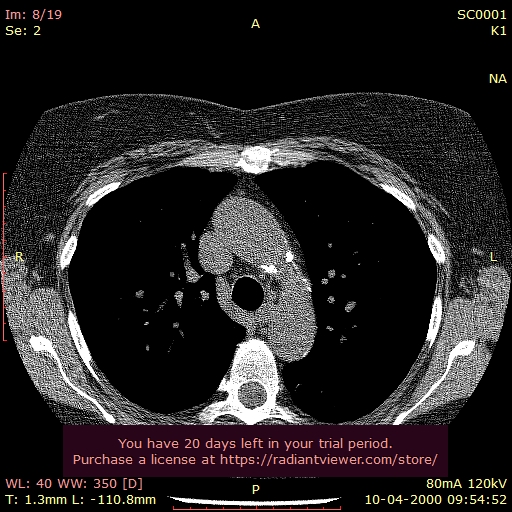 Im: 8/19
Se: 2
A
SC0001
K1
NA
R
L
You have 20 days left in your trial period.
Purchase a license at https://radiantviewer.com/store/
WL: 40 WW: 350 [D]
T: 1.3mm L: -110.8mm
P
80mA 120kV
10-04-2000 09:54:52